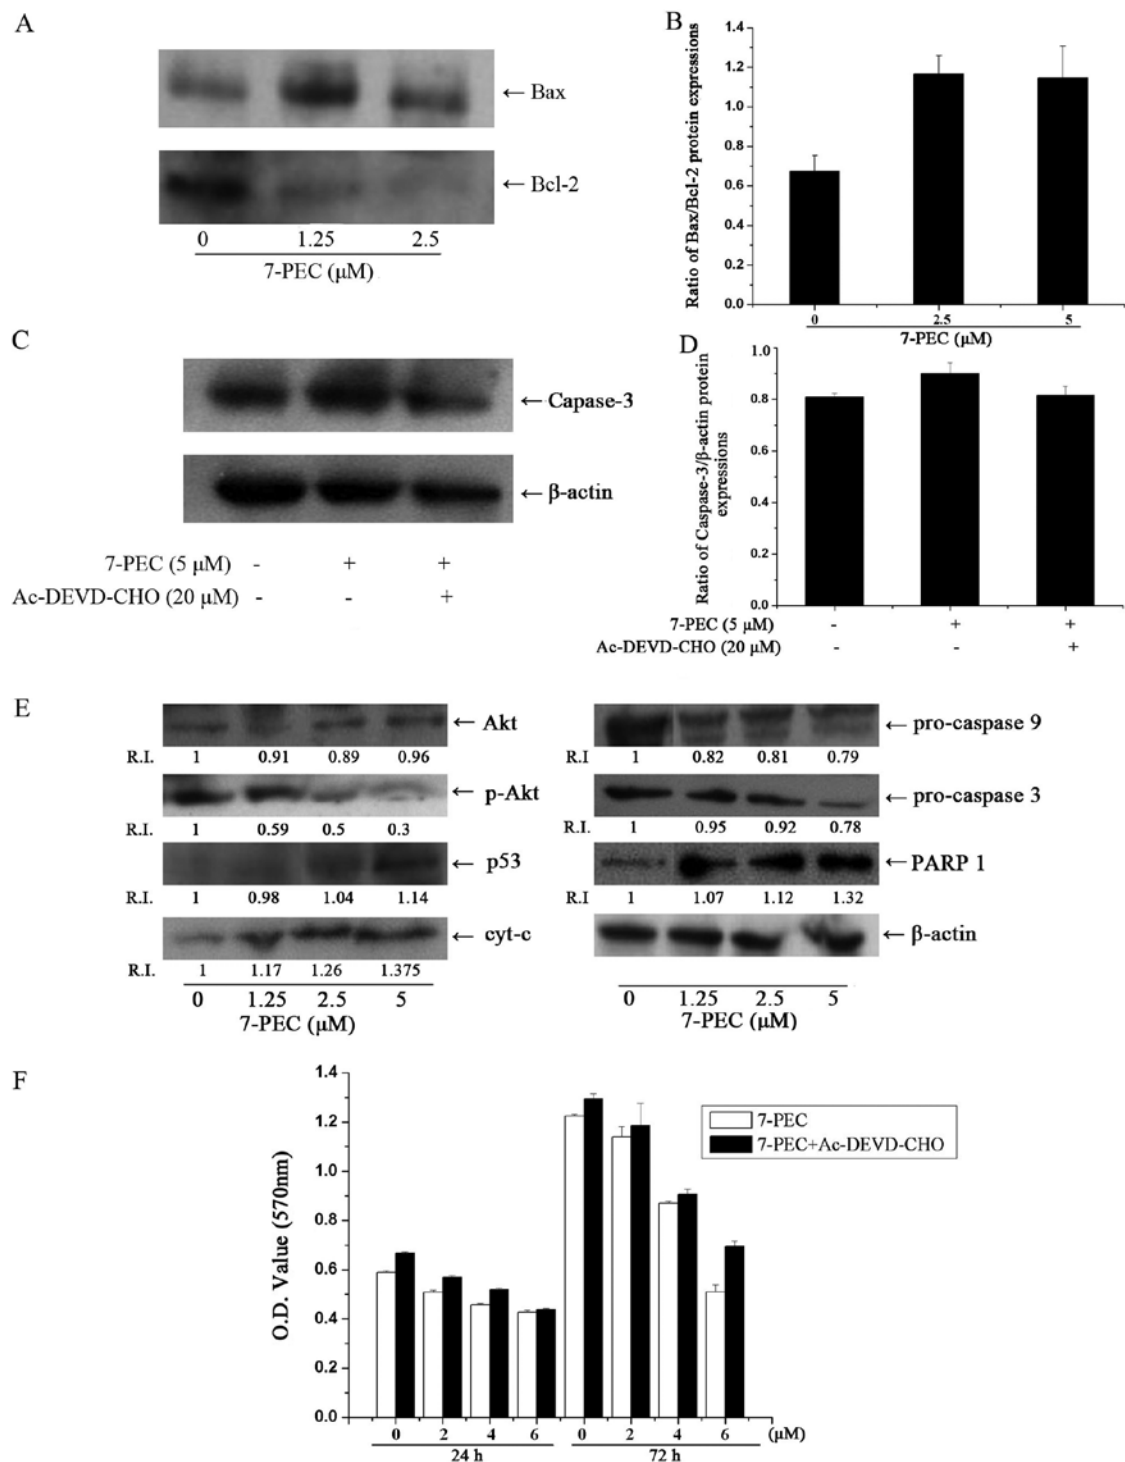 A
← Bax
← Bcl-2
0 1.25 2.5
7-PEC (μM)
B
Ratio of Bax/Bcl-2 protein expressions
1.4
1.2
1.0
0.8
0.6
0.4
0.2
0.0
0 2.5 5
7-PEC (μM)
C
← Capase-3
← β-actin
7-PEC (5 μM) - + +
Ac-DEVD-CHO (20 μM) - - +
D
Ratio of Caspase-3/β-actin protein
expressions
1.0
0.8
0.6
0.4
0.2
0.0
7-PEC (5 μM) - + +
Ac-DEVD-CHO (20 μM) - - +
E
← Akt
R.I. 1 0.91 0.89 0.96
← p-Akt
R.I. 1 0.59 0.5 0.3
← p53
R.I. 1 0.98 1.04 1.14
← cyt-c
R.I. 1 1.17 1.26 1.375
0 1.25 2.5 5
7-PEC (μM)
← pro-caspase 9
R.I 1 0.82 0.81 0.79
← pro-caspase 3
R.I. 1 0.95 0.92 0.78
← PARP 1
R.I 1 1.07 1.12 1.32
← β-actin
0 1.25 2.5 5
7-PEC (μM)
F
O.D. Value (570nm)
1.4
1.2
1.0
0.8
0.6
0.4
0.2
0.0
7-PEC
7-PEC+Ac-DEVD-CHO
0 2 4 6 0 2 4 6 (μM)
24 h 72 h